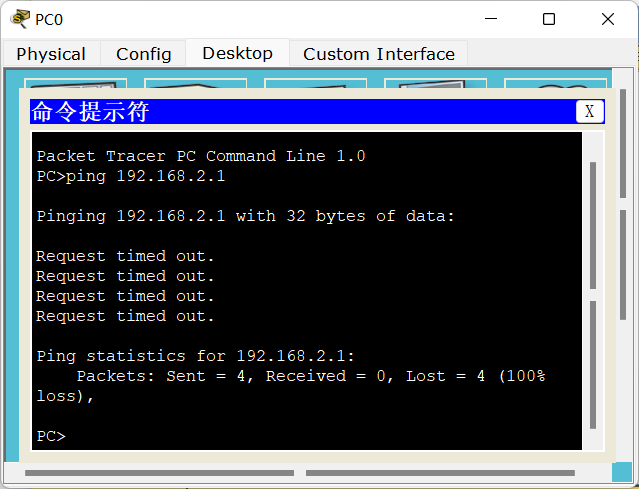 PC0
Physical Config Desktop Custom Interface
命令提示符
X
Packet Tracer PC Command Line 1.0
PC>ping 192.168.2.1
Pinging 192.168.2.1 with 32 bytes of data:
Request timed out.
Request timed out.
Request timed out.
Request timed out.
Ping statistics for 192.168.2.1:
Packets: Sent = 4, Received = 0, Lost = 4 (100%
loss),
PC>